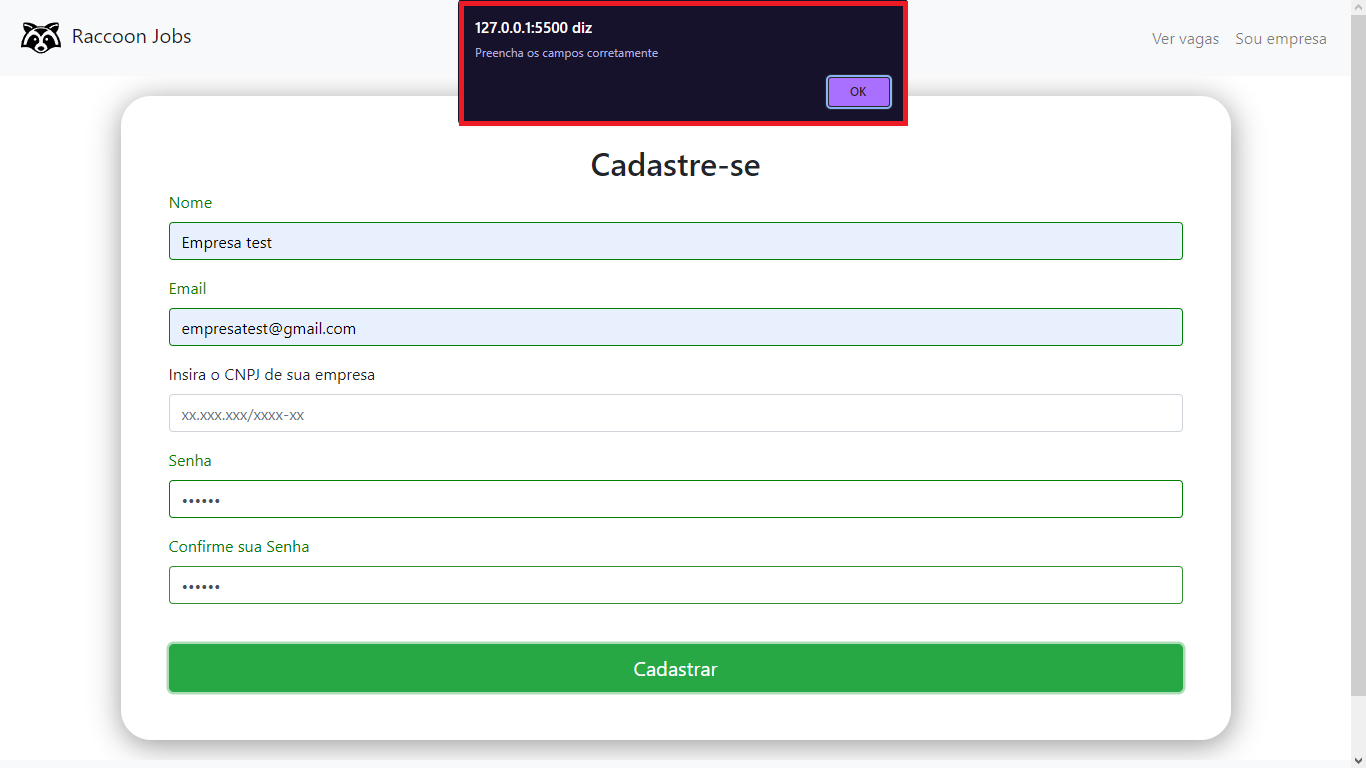 Raccoon Jobs
127.0.0.1:5500 diz
Preencha os campos corretamente
OK
Ver vagas Sou empresa
Cadastre-se
Nome
Empresa test
Email
empresatest@gmail.com
Insira o CNPJ de sua empresa
xx.xxx.xxx/xxxx-xx
Senha
••••••
Confirme sua Senha
••••••
Cadastrar